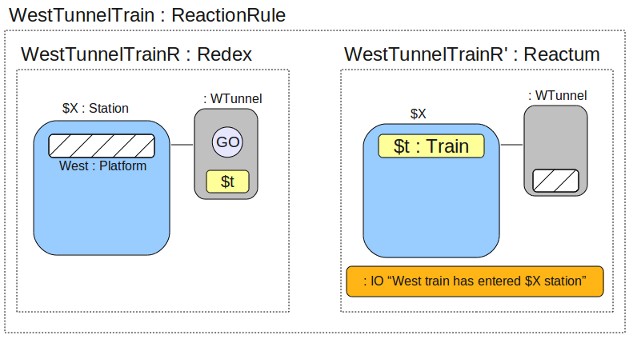 WestTunnelTrain : ReactionRule
WestTunnelTrainR : Redex
$X : Station
West : Platform
: WTunnel
GO
$t
WestTunnelTrainR' : Reactum
$X
$t : Train
: WTunnel
: IO “West train has entered $X station”